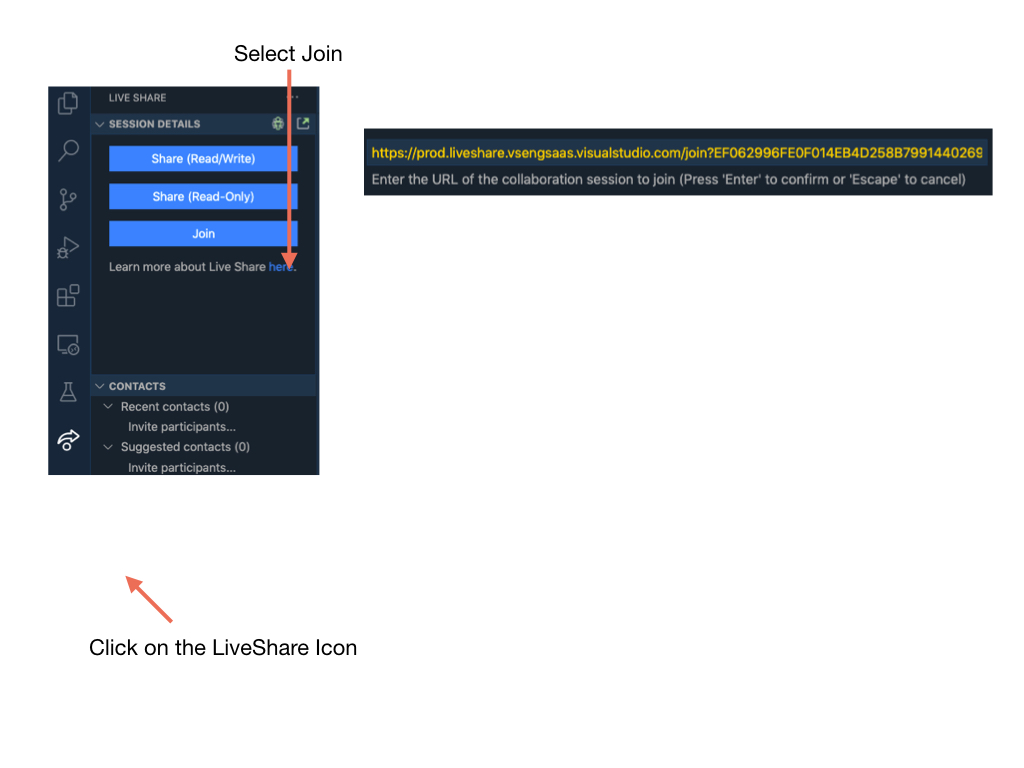 Select Join
LIVE SHARE
SESSION DETAILS
Share (Read/Write)
Share (Read-Only)
Join
Learn more about Live Share here.
CONTACTS
Recent contacts (0)
Invite participants...
Suggested contacts (0)
Invite participants...
https://prod.liveshare.vsengsaas.visualstudio.com/join?EF062996FE0F014EB4D258B7991440269
Enter the URL of the collaboration session to join (Press 'Enter' to confirm or 'Escape' to cancel)
Click on the LiveShare Icon